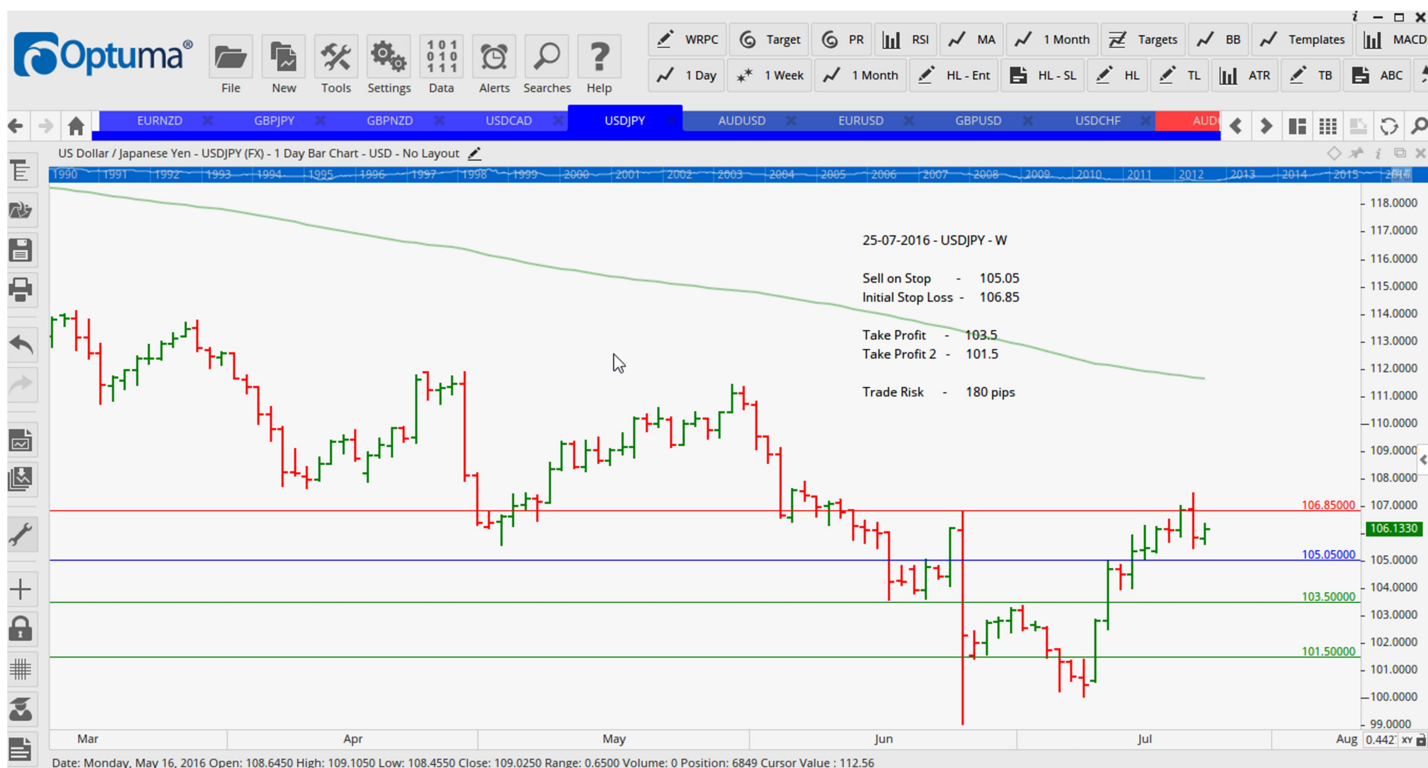 Optuma®
File New Tools Settings Data Alerts Searches Help
101
010
111
WRPC Target PR RSI MA 1 Month Targets BB Templates MACD
1 Day 1 Week 1 Month HL - Ent HL - SL HL TL ATR TB ABC
EURNZD GBPJPY GBPNZD USDCAD USDJPY AUDUSD EURUSD GBPUSD USDCHF
US Dollar / Japanese Yen - USDJPY (FX) - 1 Day Bar Chart - USD - No Layout
1990 1991 1992 1993 1994 1995 1996 1997 1998 1999 2000 2001 2002 2003 2004 2005 2006 2007 2008 2009 2010 2011 2012 2013 2014 2015 2016
118.0000
117.0000
25-07-2016 - USDJPY - W
116.0000
Sell on Stop - 105.05
115.0000
Initial Stop Loss - 106.85
114.0000
Take Profit - 103.5
113.0000
Take Profit 2 - 101.5
112.0000
Trade Risk - 180 pips
111.0000
110.0000
109.0000
108.0000
107.0000
106.85000
106.1330
105.05000
105.0000
104.0000
103.50000
103.0000
102.0000
101.50000
101.0000
100.0000
99.0000
Mar Apr May Jun Jul Aug XY
Date: Monday, May 16, 2016 Open: 108.6450 High: 109.1050 Low: 108.4550 Close: 109.0250 Range: 0.6500 Volume: 0 Position: 6849 Cursor Value : 112.56